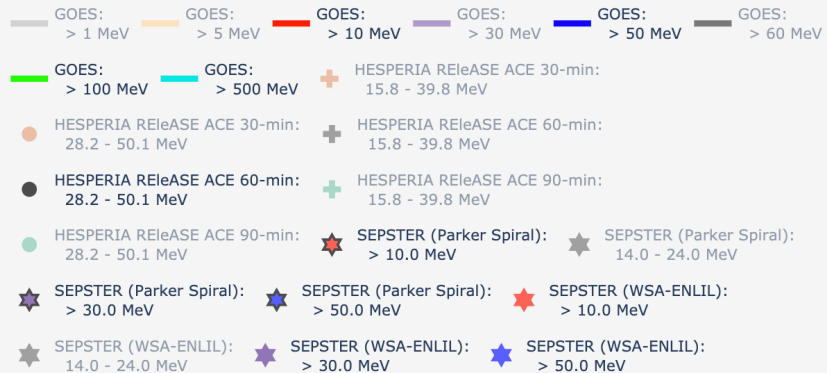 GOES: GOES: GOES: GOES: GOES: GOES:
> 1 MeV > 5 MeV > 10 MeV > 30 MeV > 50 MeV > 60 MeV
GOES: GOES: HESPERIA REleASE ACE 30-min:
> 100 MeV > 500 MeV 15.8 - 39.8 MeV
HESPERIA REleASE ACE 30-min: HESPERIA REleASE ACE 60-min:
28.2 - 50.1 MeV 15.8 - 39.8 MeV
HESPERIA REleASE ACE 60-min: HESPERIA REleASE ACE 90-min:
28.2 - 50.1 MeV 15.8 - 39.8 MeV
HESPERIA REleASE ACE 90-min: SEPSTER (Parker Spiral): SEPSTER (Parker Spiral):
28.2 - 50.1 MeV > 10.0 MeV 14.0 - 24.0 MeV
SEPSTER (Parker Spiral): SEPSTER (Parker Spiral): SEPSTER (WSA-ENLIL):
> 30.0 MeV > 50.0 MeV > 10.0 MeV
SEPSTER (WSA-ENLIL): SEPSTER (WSA-ENLIL): SEPSTER (WSA-ENLIL):
14.0 - 24.0 MeV > 30.0 MeV > 50.0 MeV